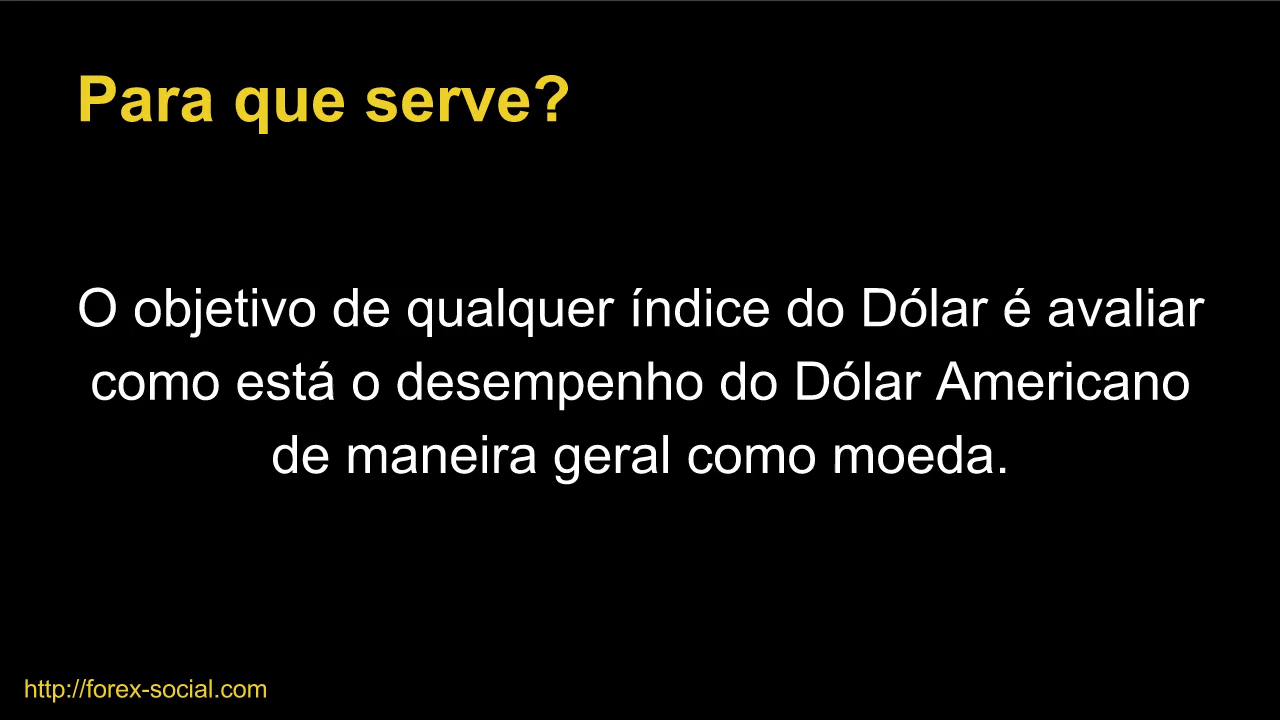 Para que serve?
O objetivo de qualquer índice do Dólar é avaliar
como está o desempenho do Dólar Americano
de maneira geral como moeda.
http://forex-social.com